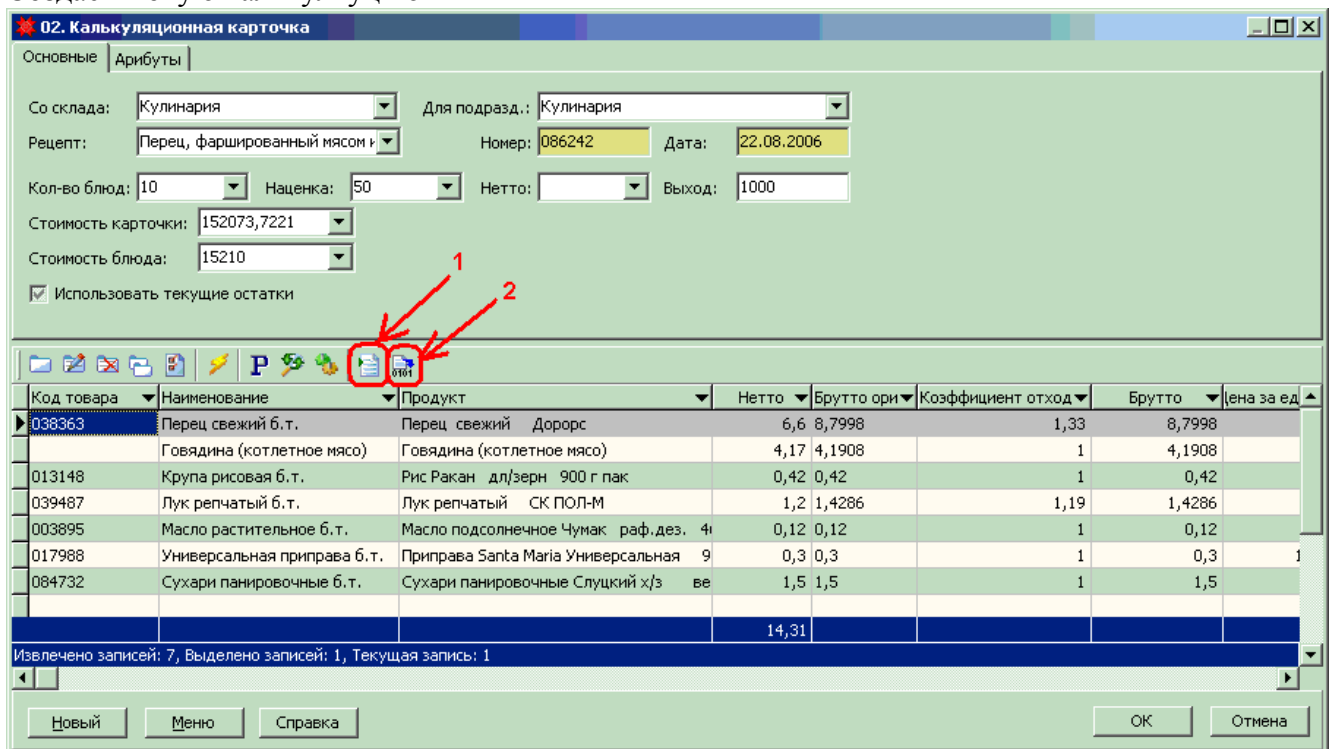 02. Калькуляционная карточка
Основные Арибуты
Со склада: Кулинария Для подразд.: Кулинария
Рецепт: Перец, фаршированный мясом Номер: 086242 Дата: 22.08.2006
Кол-во блюд: 10 Наценка: 50 Нетто: Выход: 1000
Стоимость карточки: 152073,7221
Стоимость блюда: 15210
1
2
Использовать текущие остатки
P 0101
Код товара Наименование Продукт Нетто Брутто ори Коэффициент отход Брутто Цена за ед
038363 Перец свежий б.т. Перец свежий Дорорс 6,6 8,7998 1,33 8,7998
Говядина (котлетное мясо) Говядина (котлетное мясо) 4,17 4,1908 1 4,1908
013148 Крупа рисовая б.т. Рис Ракан дл/зерн 900 г пак 0,42 0,42 1 0,42
039487 Лук репчатый б.т. Лук репчатый СК ПОЛ-М 1,2 1,4286 1,19 1,4286
003895 Масло растительное б.т. Масло подсолнечное Чумак раф.дез. 0,12 0,12 1 0,12
017988 Универсальная приправа б.т. Приправа Santa Maria Универсальная 9 0,3 0,3 1 0,3 1
084732 Сухари панировочные б.т. Сухари панировочные Слуцкий х/з ве 1,5 1,5 1 1,5
14,31
Извлечено записей: 7, Выделено записей: 1, Текущая запись: 1
Новый Меню Справка ОК Отмена